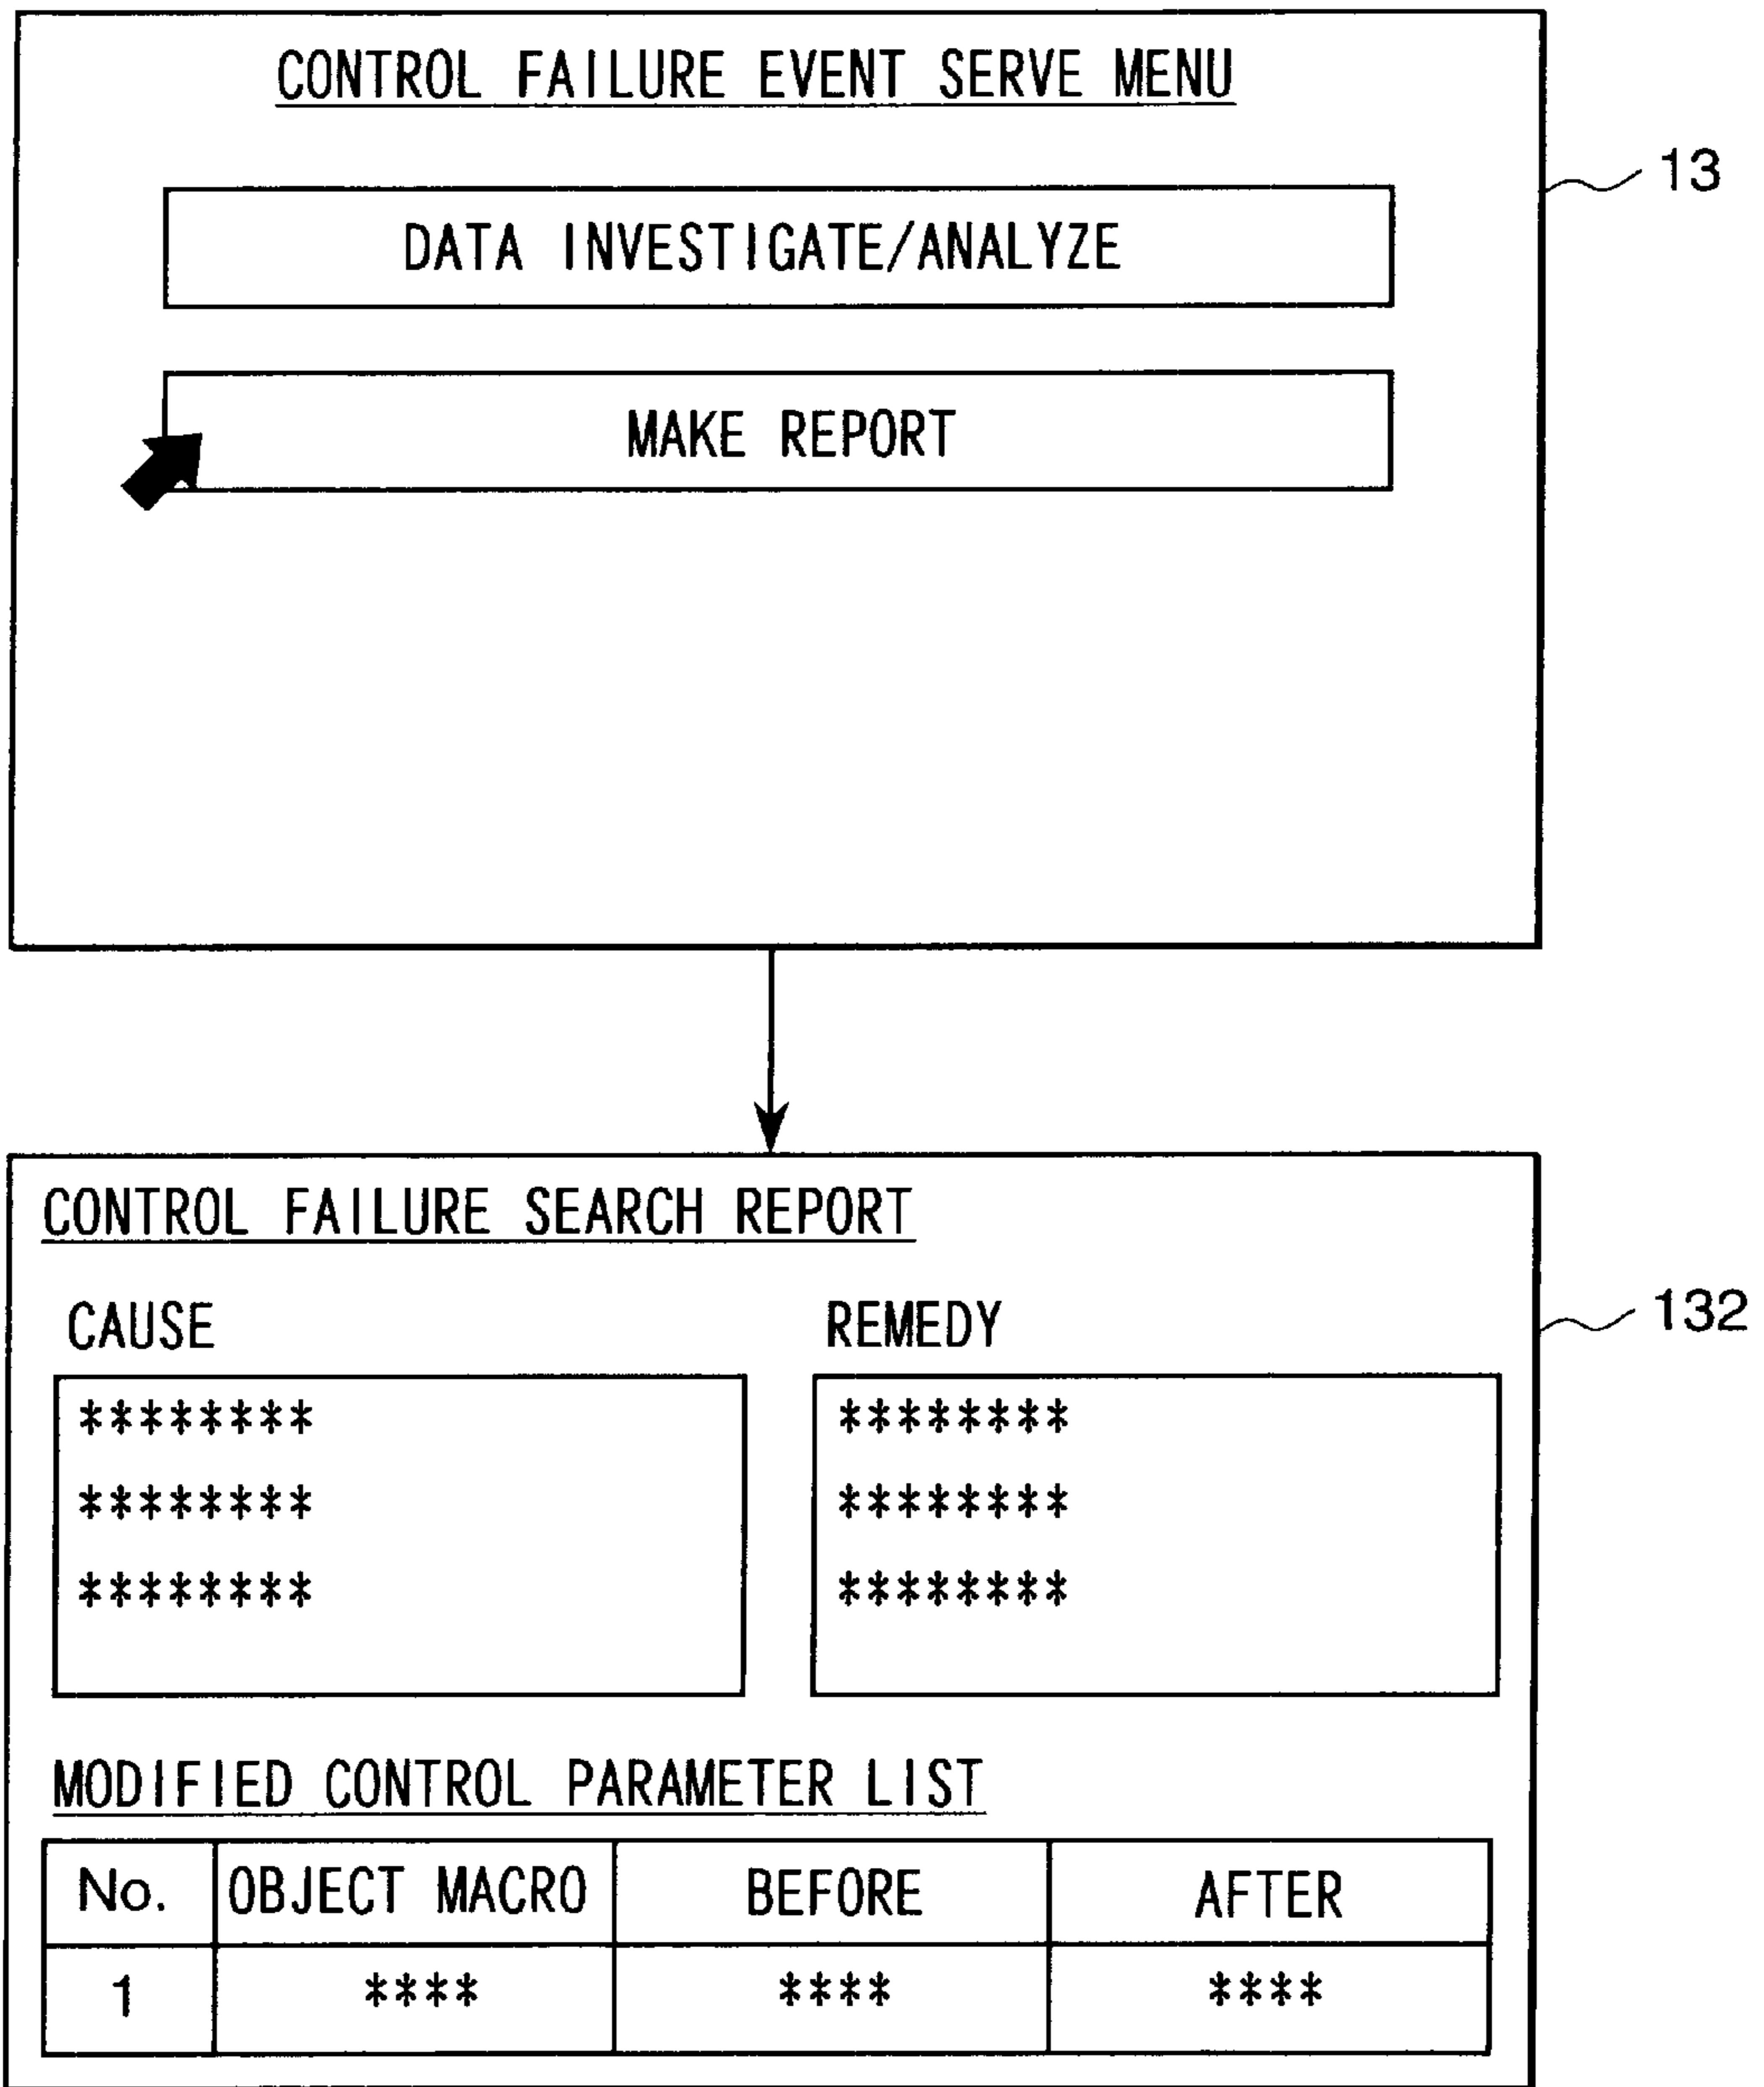 CONTROL FAILURE EVENT SERVE MENU
13
DATA INVESTIGATE/ANALYZE
MAKE REPORT
CONTROL FAILURE SEARCH REPORT
132
CAUSE REMEDY
******** ********
******** ********
******** ********
MODIFIED CONTROL PARAMETER LIST
No. OBJECT MACRO BEFORE AFTER
1 **** **** ****